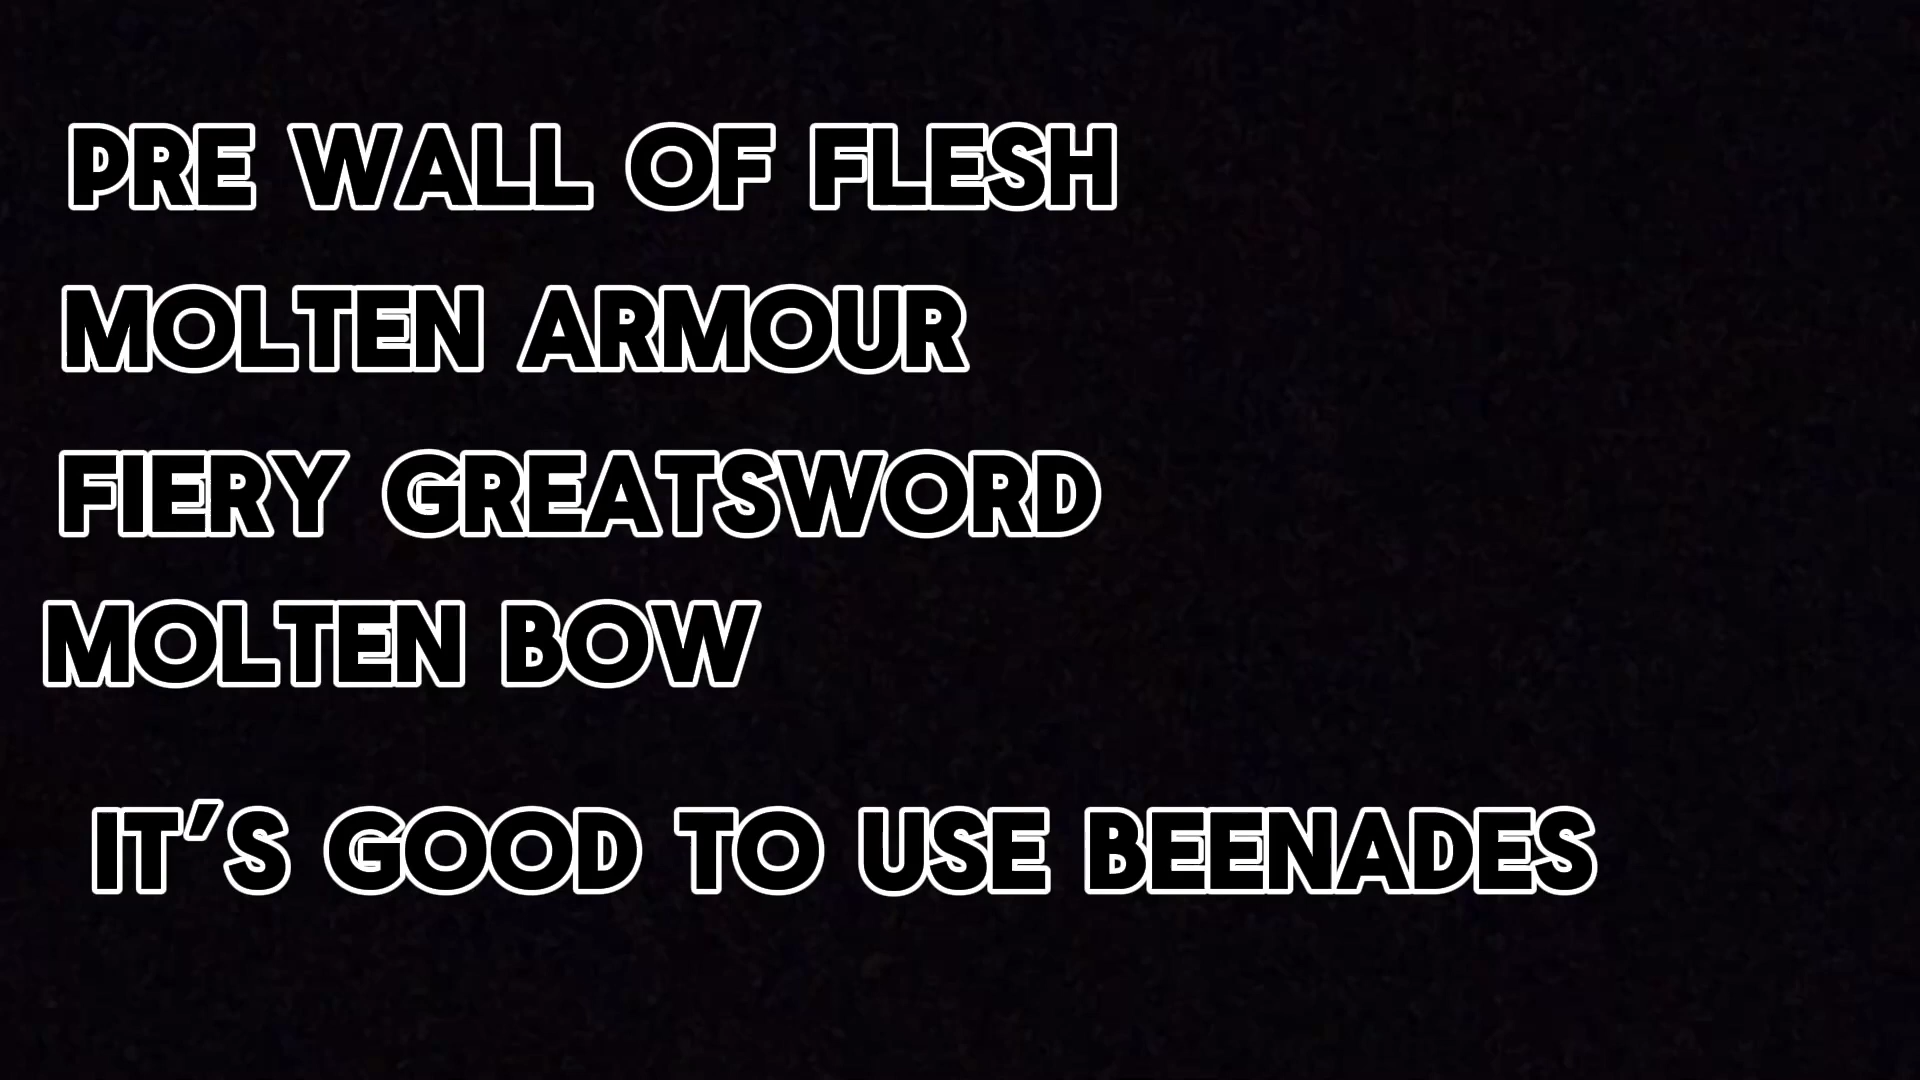 PRE WALL OF FLESH
MOLTEN ARMOUR
FIERY GREATSWORD
MOLTEN BOW
IT'S GOOD TO USE BEENADES